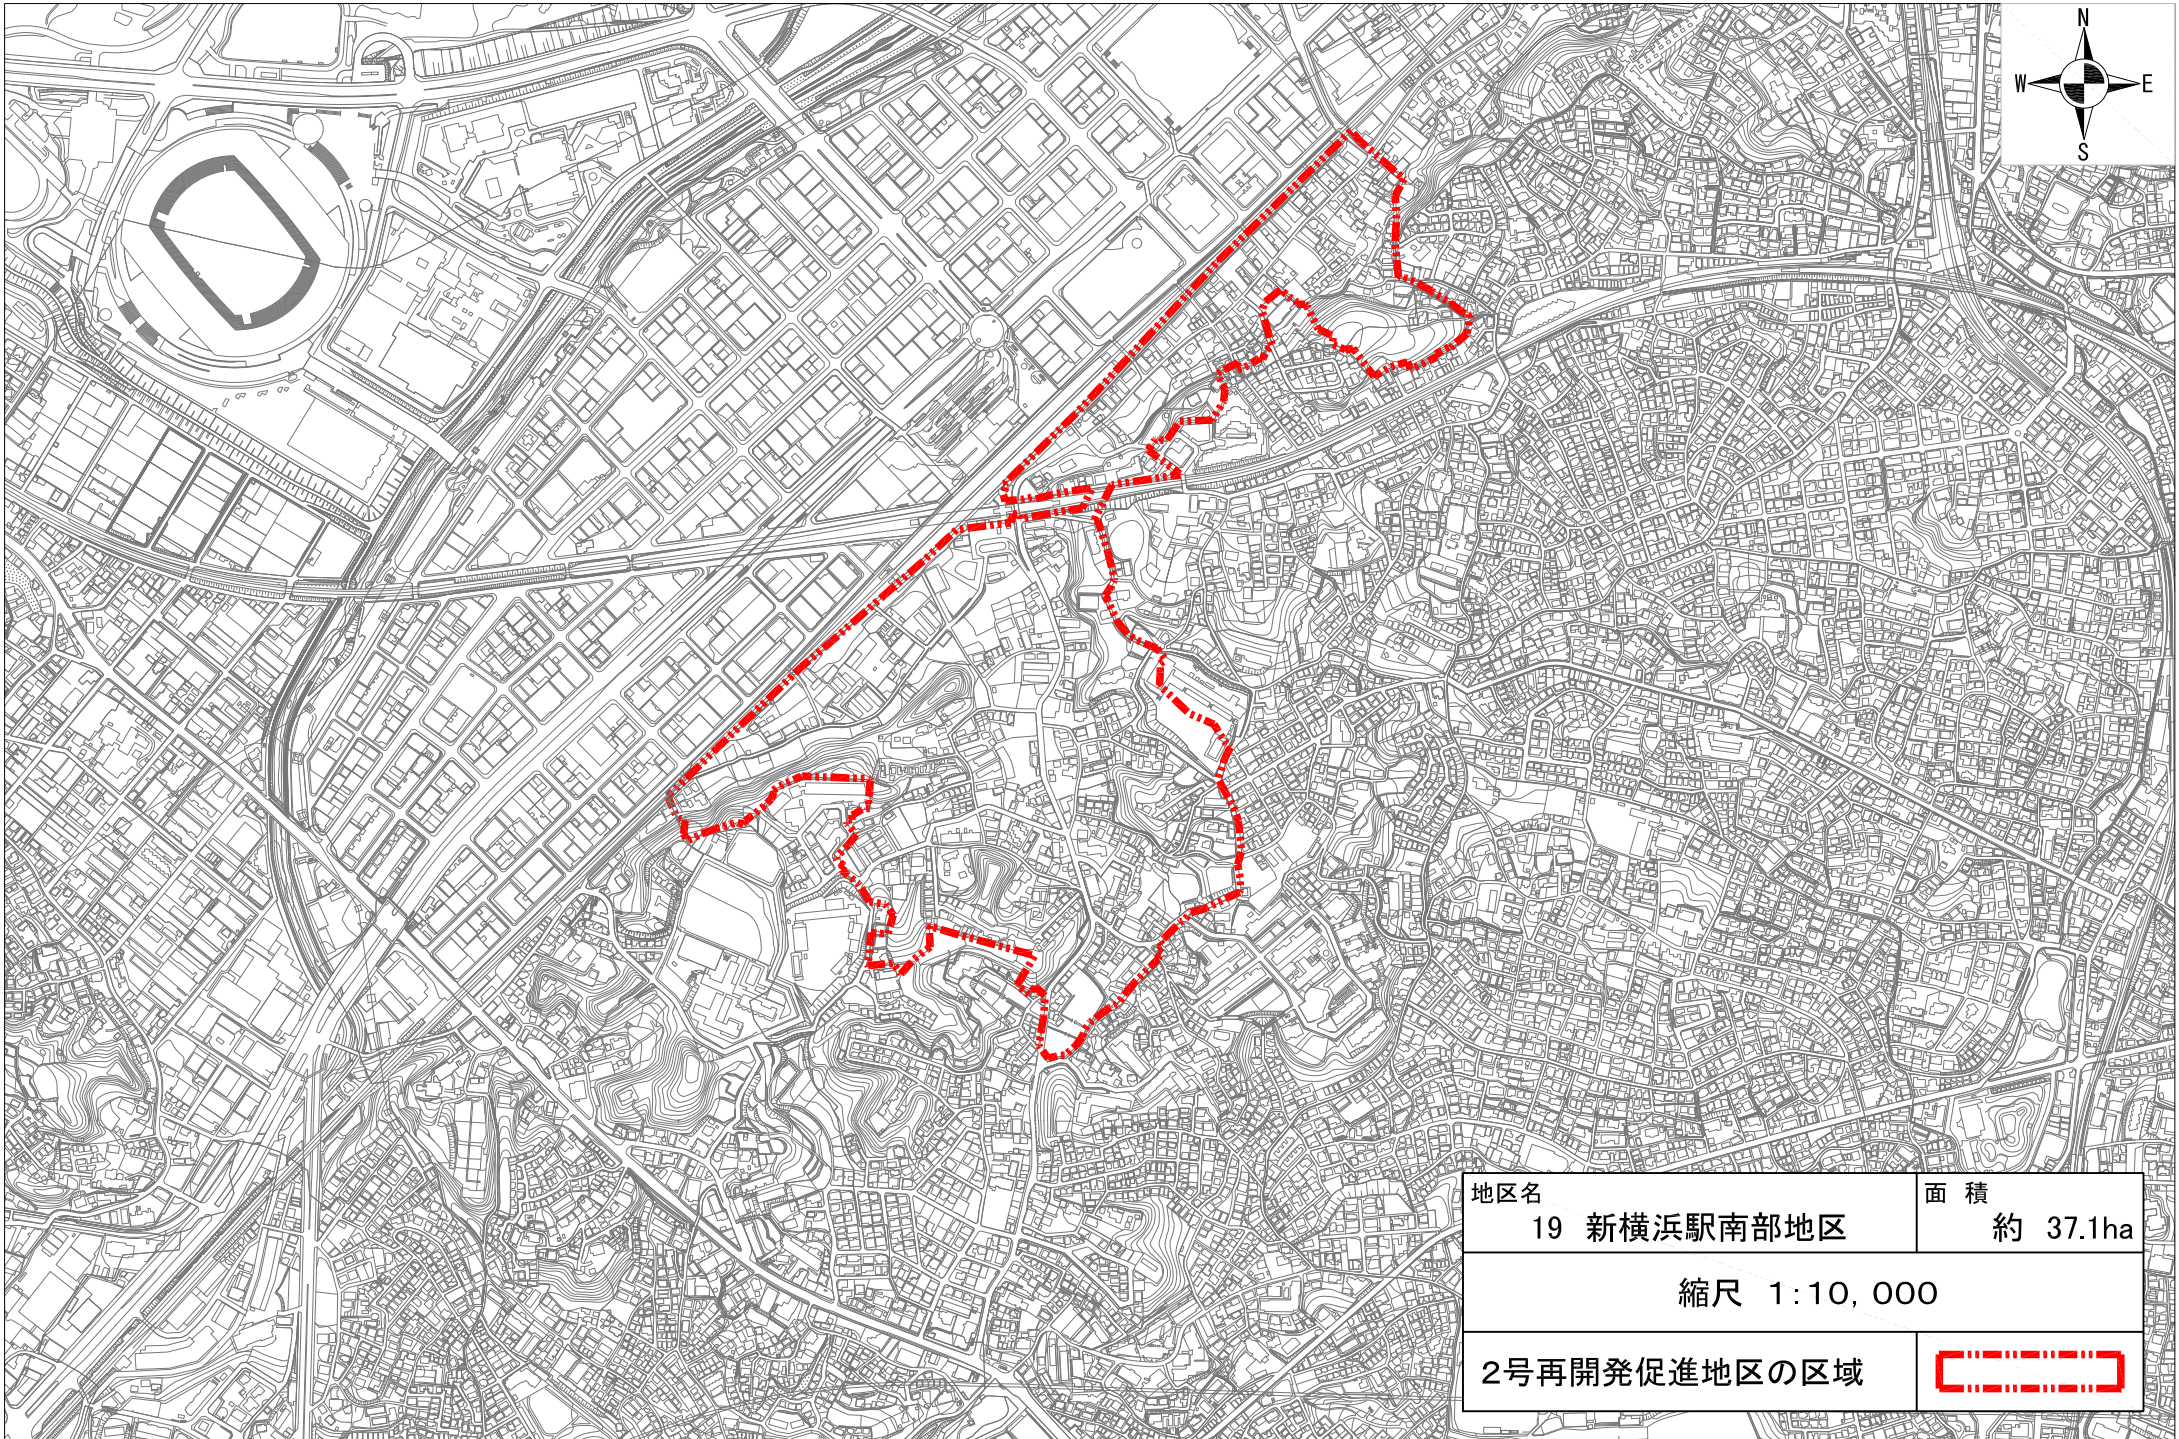 N
W E
S
地区名
19 新横浜駅南部地区
面 積
約 37.1ha
縮尺 1:10,000
2号再開発促進地区の区域